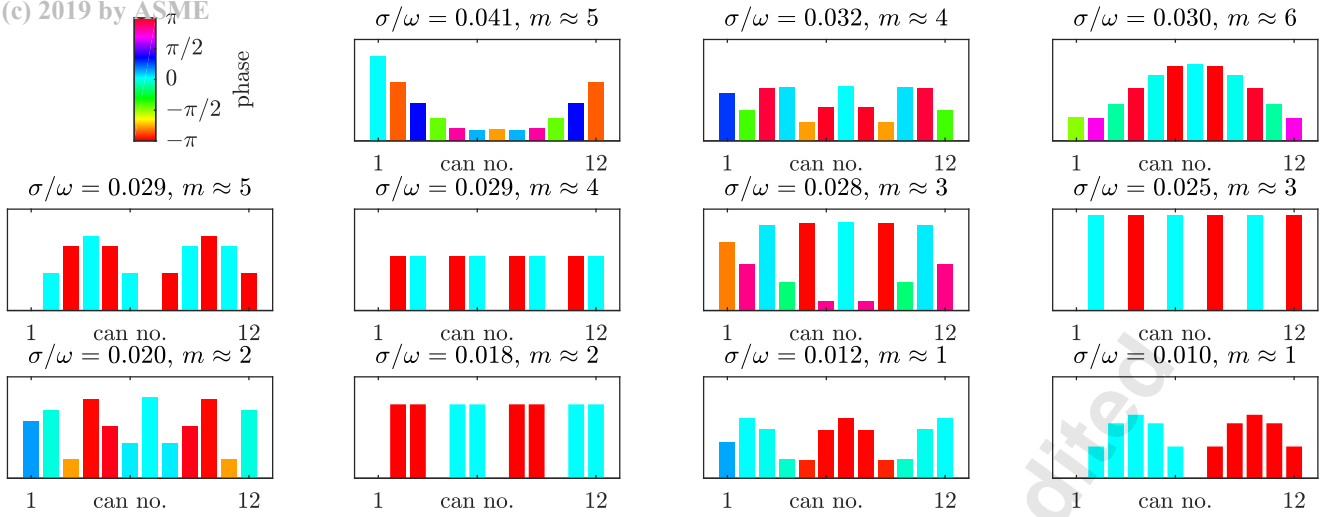 (c) 2019 by ASME
π
π/2
0
−π/2
−π
phase
σ/ω = 0.041, m ≈ 5
1 can no. 12
σ/ω = 0.032, m ≈ 4
1 can no. 12
σ/ω = 0.030, m ≈ 6
1 can no. 12
σ/ω = 0.029, m ≈ 5
1 can no. 12
σ/ω = 0.029, m ≈ 4
1 can no. 12
σ/ω = 0.028, m ≈ 3
1 can no. 12
σ/ω = 0.025, m ≈ 3
1 can no. 12
σ/ω = 0.020, m ≈ 2
1 can no. 12
σ/ω = 0.018, m ≈ 2
1 can no. 12
σ/ω = 0.012, m ≈ 1
1 can no. 12
σ/ω = 0.010, m ≈ 1
1 can no. 12
dited